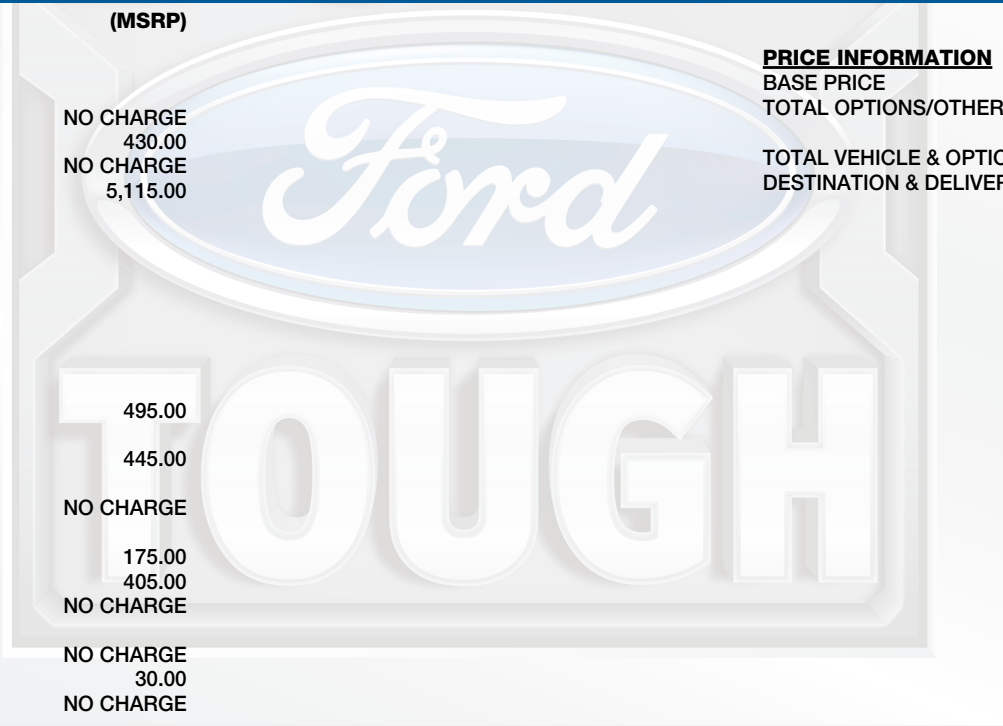 (MSRP)
NO CHARGE
430.00
NO CHARGE
5,115.00
495.00
445.00
NO CHARGE
175.00
405.00
NO CHARGE
NO CHARGE
30.00
NO CHARGE
PRICE INFORMATION
BASE PRICE
TOTAL OPTIONS/OTHER
TOTAL VEHICLE & OPTIO
DESTINATION & DELIVER
Ford
TOUGH